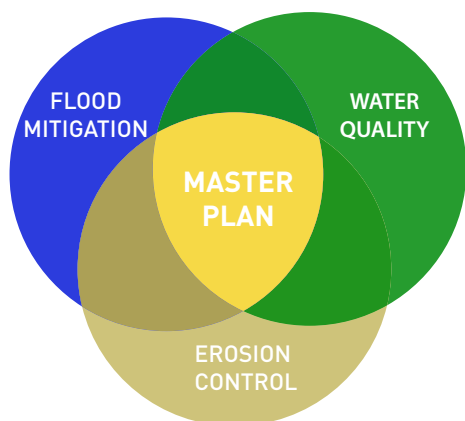 FLOOD
MITIGATION
WATER
QUALITY
MASTER
PLAN
EROSION
CONTROL